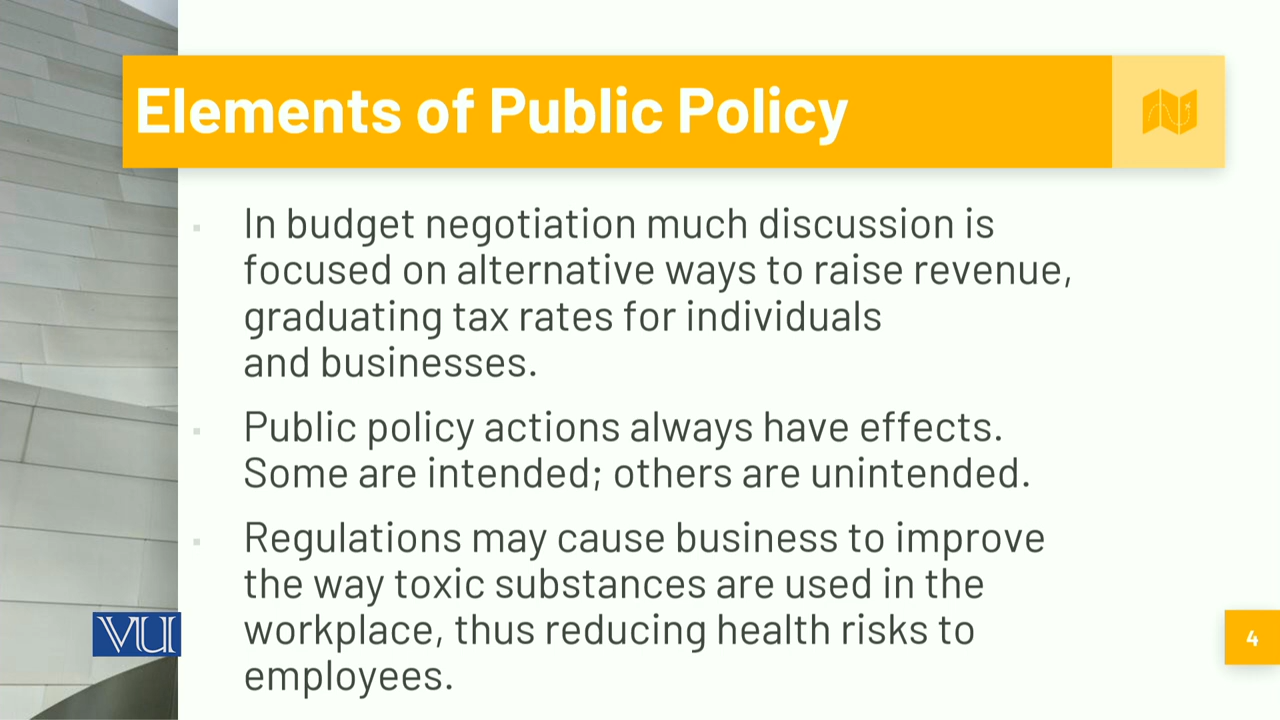 Elements of Public Policy
In budget negotiation much discussion is
focused on alternative ways to raise revenue,
graduating tax rates for individuals
and businesses.
Public policy actions always have effects.
Some are intended; others are unintended.
Regulations may cause business to improve
the way toxic substances are used in the
workplace, thus reducing health risks to
employees.
VU
4